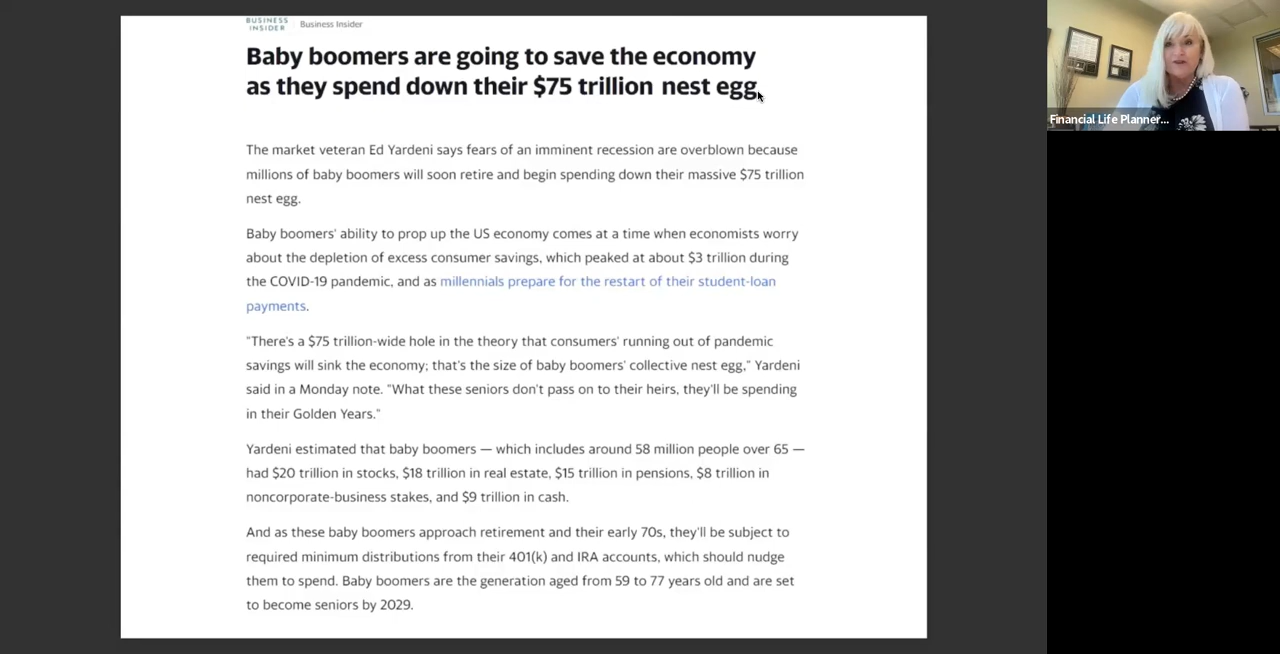 BUSINESS
INSIDER
Business Insider
Baby boomers are going to save the economy
as they spend down their $75 trillion nest egg
The market veteran Ed Yardeni says fears of an imminent recession are overblown because
millions of baby boomers will soon retire and begin spending down their massive $75 trillion
nest egg.
Baby boomers' ability to prop up the US economy comes at a time when economists worry
about the depletion of excess consumer savings, which peaked at about $3 trillion during
the COVID-19 pandemic, and as millennials prepare for the restart of their student-loan
payments.
"There's a $75 trillion-wide hole in the theory that consumers' running out of pandemic
savings will sink the economy; that's the size of baby boomers' collective nest egg," Yardeni
said in a Monday note. "What these seniors don't pass on to their heirs, they'll be spending
in their Golden Years."
Yardeni estimated that baby boomers — which includes around 58 million people over 65 —
had $20 trillion in stocks, $18 trillion in real estate, $15 trillion in pensions, $8 trillion in
noncorporate-business stakes, and $9 trillion in cash.
And as these baby boomers approach retirement and their early 70s, they'll be subject to
required minimum distributions from their 401(k) and IRA accounts, which should nudge
them to spend. Baby boomers are the generation aged from 59 to 77 years old and are set
to become seniors by 2029.
Financial Life Planner...